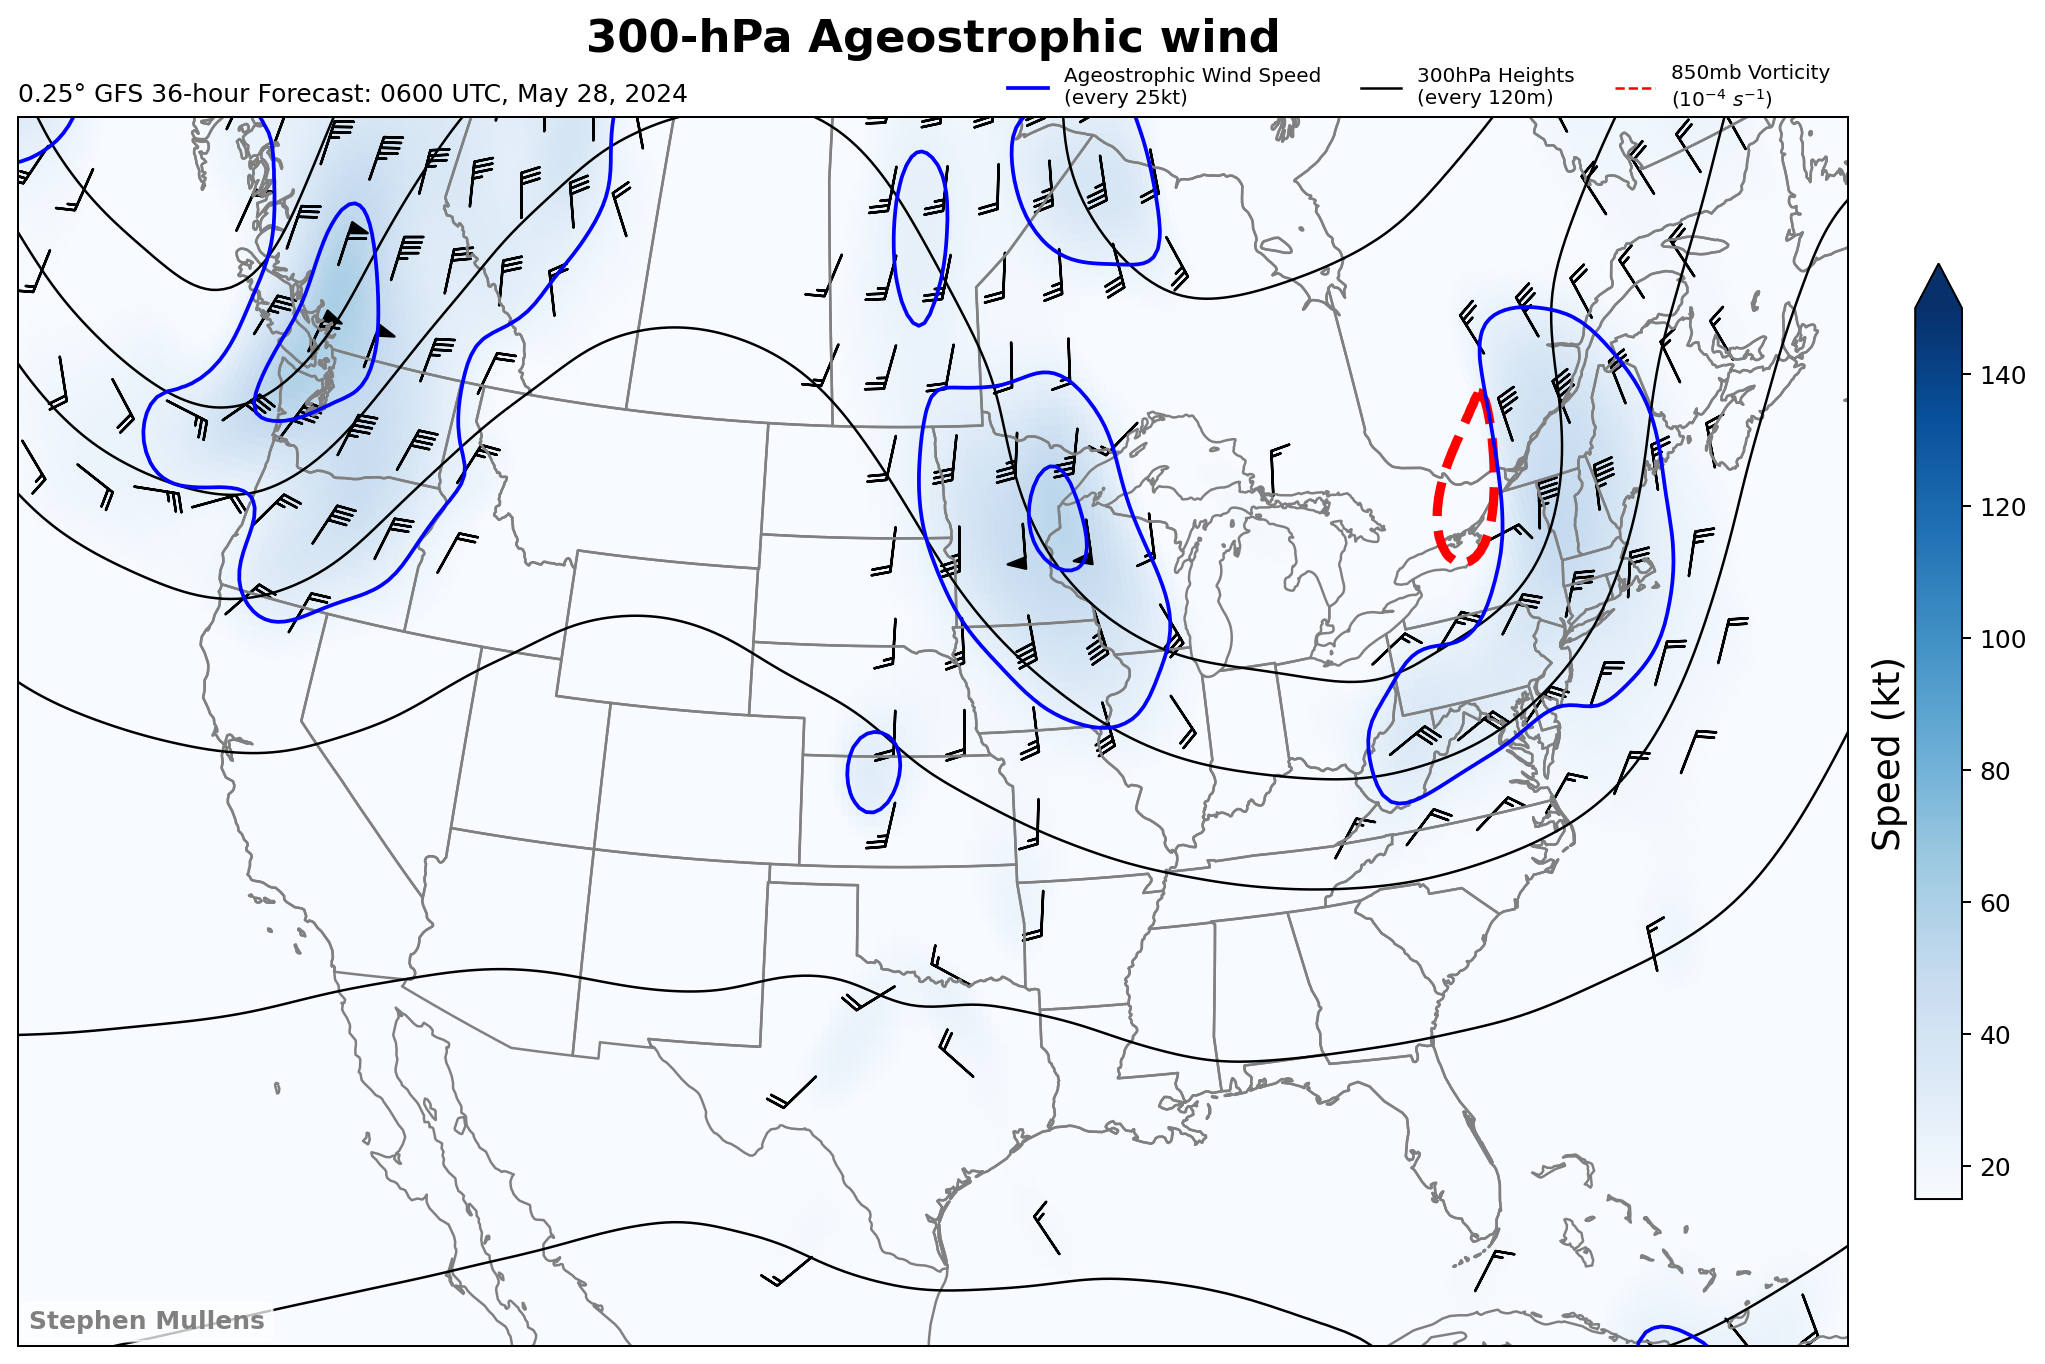 300-hPa Ageostrophic wind
0.25° GFS 36-hour Forecast: 0600 UTC, May 28, 2024
Ageostrophic Wind Speed
(every 25kt)
300hPa Heights
(every 120m)
850mb Vorticity
(10⁻⁴ s⁻¹)
140
120
100
80
60
40
20
Speed (kt)
Stephen Mullens